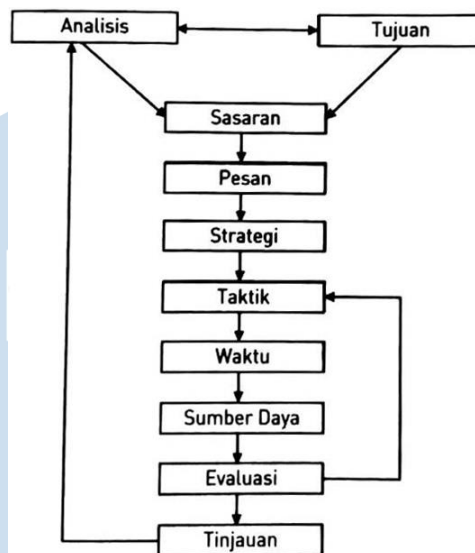 Analisis
Tujuan
Sasaran
Pesan
Strategi
Taktik
Waktu
Sumber Daya
Evaluasi
Tinjauan